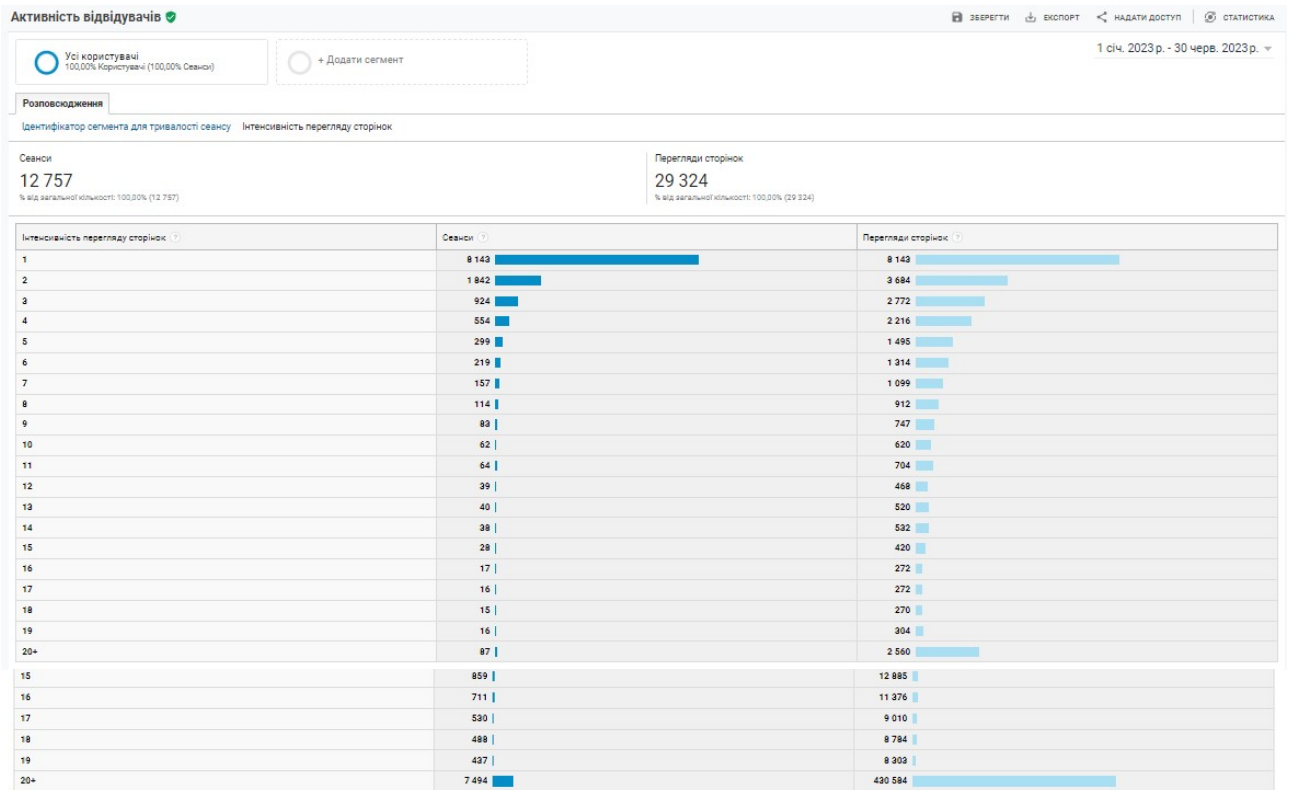 Активність відвідувачів
ЗБЕРЕГТИ ЕКСПОРТ НАДАТИ ДОСТУП СТАТИСТИКА
Усі користувачі
100,00% Користувачі (100,00% Сеанси)
+ Додати сегмент
1 січ. 2023 р. - 30 черв. 2023 р.
Розповсюдження
Ідентифікатор сегмента для тривалості сеансу Інтенсивність перегляду сторінок
Сеанси Перегляди сторінок
12 757 29 324
% від загальної кількості: 100,00% (12 757) % від загальної кількості: 100,00% (29 324)
Інтенсивність перегляду сторінок ? Сеанси ? Перегляди сторінок ?
1 8 143 8 143
2 1 842 3 684
3 924 2 772
4 554 2 216
5 299 1 495
6 219 1 314
7 157 1 099
8 114 912
9 83 747
10 62 620
11 64 704
12 39 468
13 40 520
14 38 532
15 28 420
16 17 272
17 16 272
18 15 270
19 16 304
20+ 87 2 560
15 859 12 885
16 711 11 376
17 530 9 010
18 488 8 784
19 437 8 303
20+ 7 494 430 584